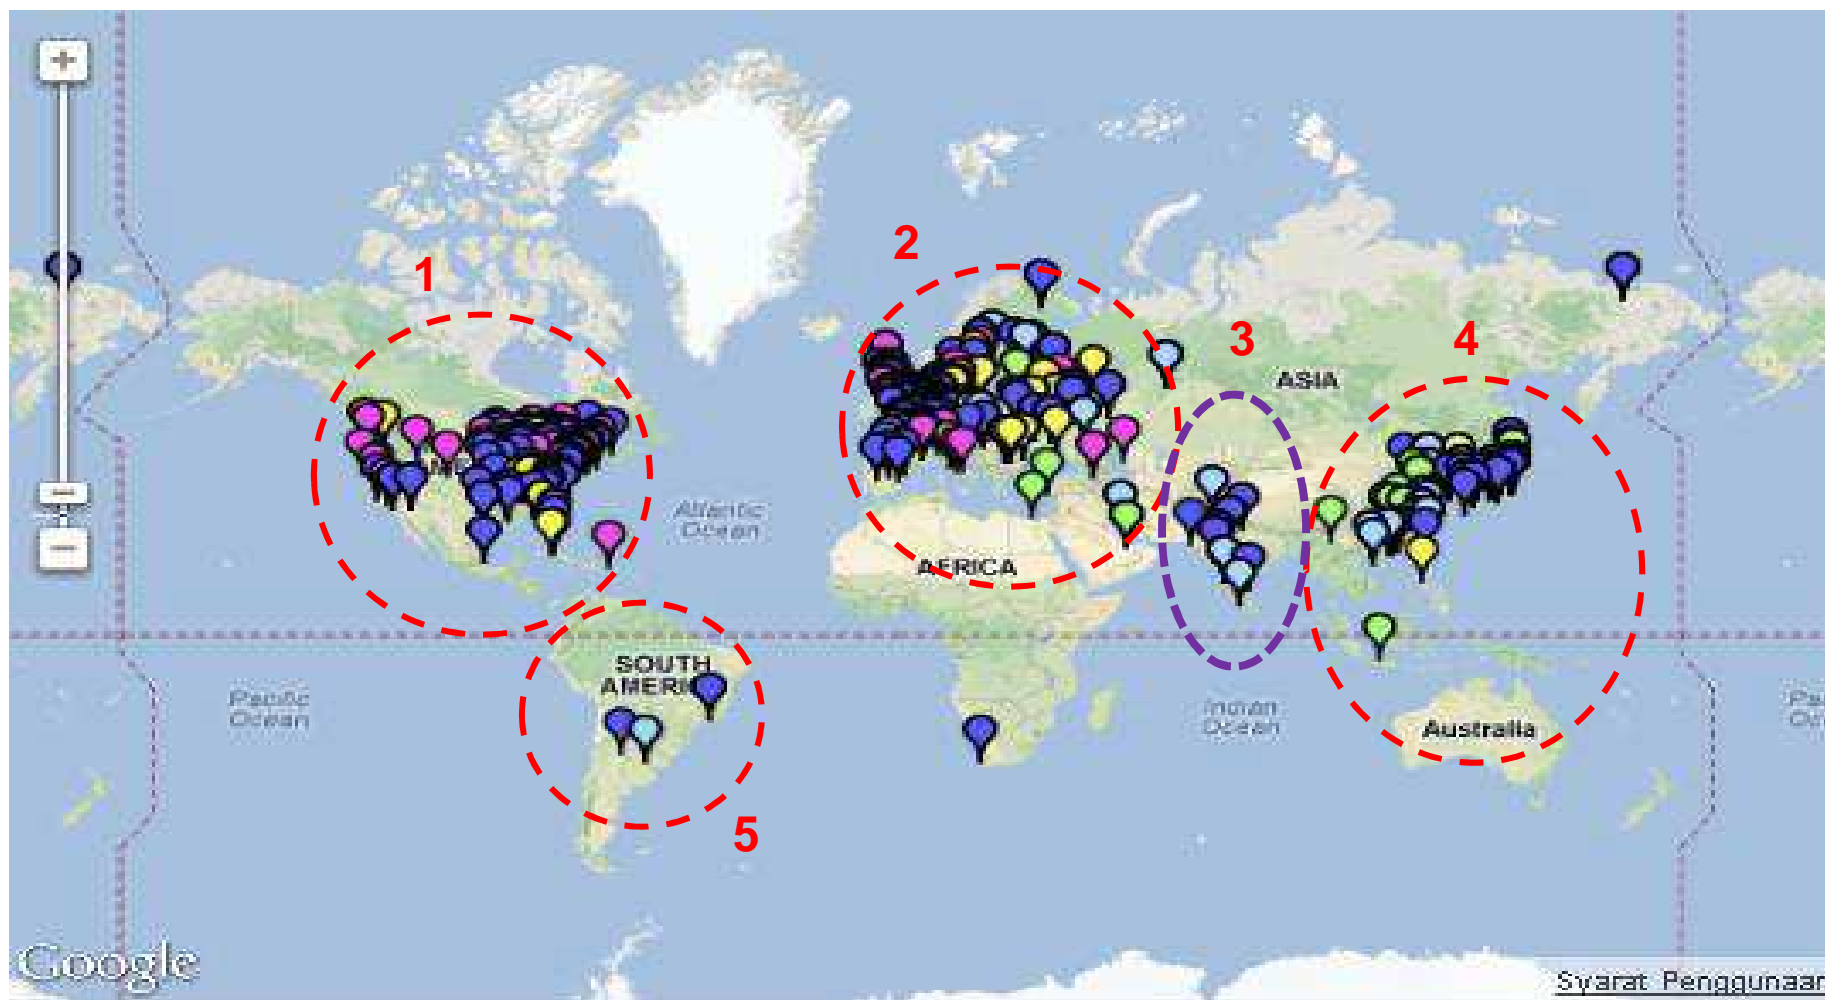 2
1
3
4
ASIA
Atlantic
Ocean
AFRICA
SOUTH
AMERI
Pacific
Ocean
Indian
Ocean
Australia
5
Google
Syarat Penggunaan